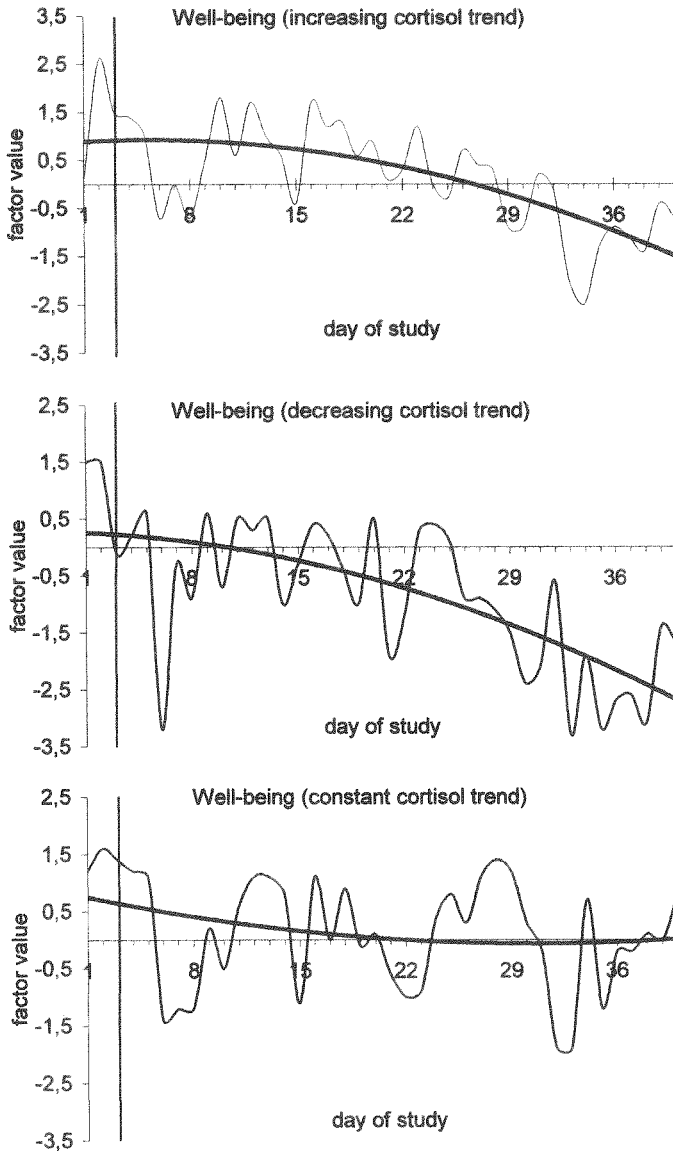 Well-being (increasing cortisol trend)
3,5
2,5
1,5
0,5
-0,5
-1,5
-2,5
-3,5
factor value
1 8 15 22 29 36
day of study
Well-being (decreasing cortisol trend)
2,5
1,5
0,5
-0,5
-1,5
-2,5
-3,5
factor value
1 8 15 22 29 36
day of study
Well-being (constant cortisol trend)
2,5
1,5
0,5
-0,5
-1,5
-2,5
-3,5
factor value
1 8 15 22 29 36
day of study